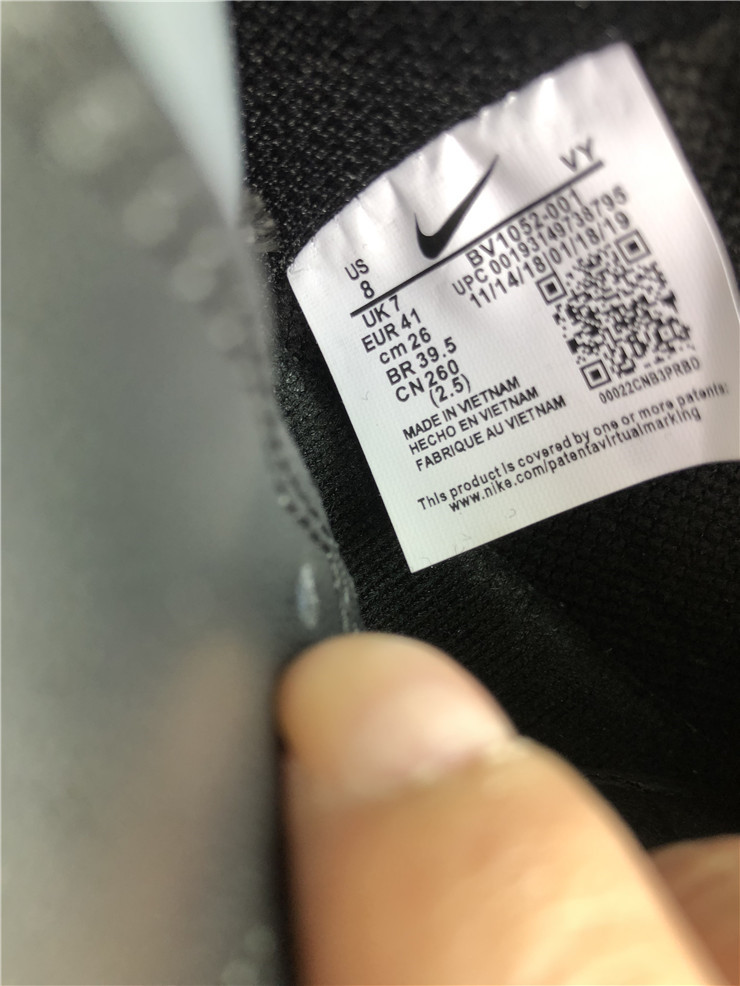 VY
US
8
BV1052-001
UPC 00193149738795
11/14/18/01/18/19
UK 7
EUR 41
cm 26
BR 39.5
CN 260
(2.5)
00022CNB3PRBD
MADE IN VIETNAM
HECHO EN VIETNAM
FABRIQUE AU VIETNAM
This product is covered by one or more patents:
www.nike.com/patentavirtualmarking